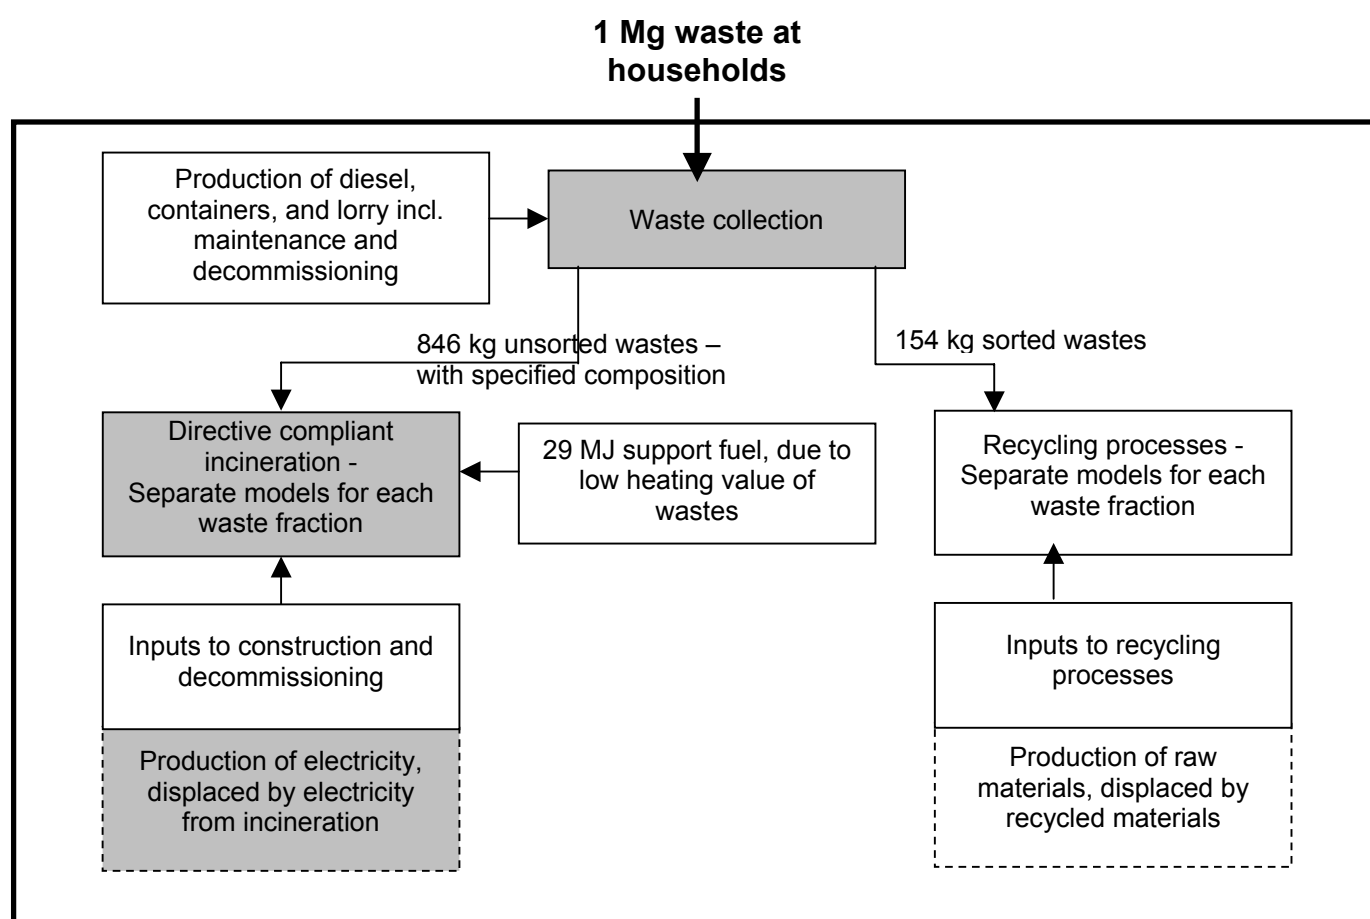 1 Mg waste at
households
Production of diesel,
containers, and lorry incl.
maintenance and
decommissioning
Waste collection
846 kg unsorted wastes –
with specified composition
154 kg sorted wastes
Directive compliant
incineration -
Separate models for each
waste fraction
29 MJ support fuel, due to
low heating value of
wastes
Recycling processes -
Separate models for each
waste fraction
Inputs to construction and
decommissioning
Inputs to recycling
processes
Production of electricity,
displaced by electricity
from incineration
Production of raw
materials, displaced by
recycled materials